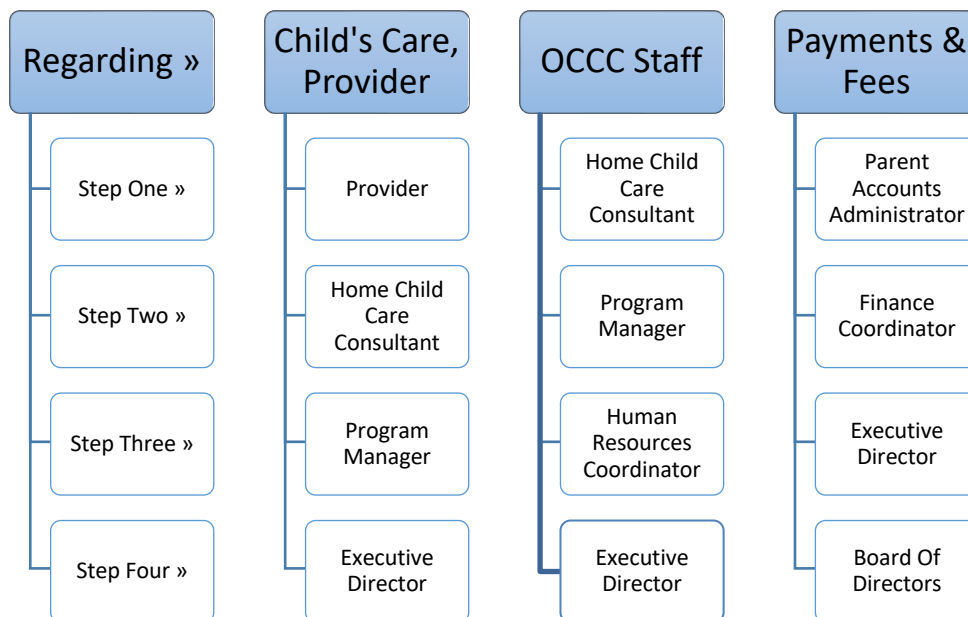 Regarding »
Step One »
Step Two »
Step Three »
Step Four »
Child's Care,
Provider
Provider
Home Child
Care
Consultant
Program
Manager
Executive
Director
OCCC Staff
Home Child
Care
Consultant
Program
Manager
Human
Resources
Coordinator
Executive
Director
Payments &
Fees
Parent
Accounts
Administrator
Finance
Coordinator
Executive
Director
Board Of
Directors